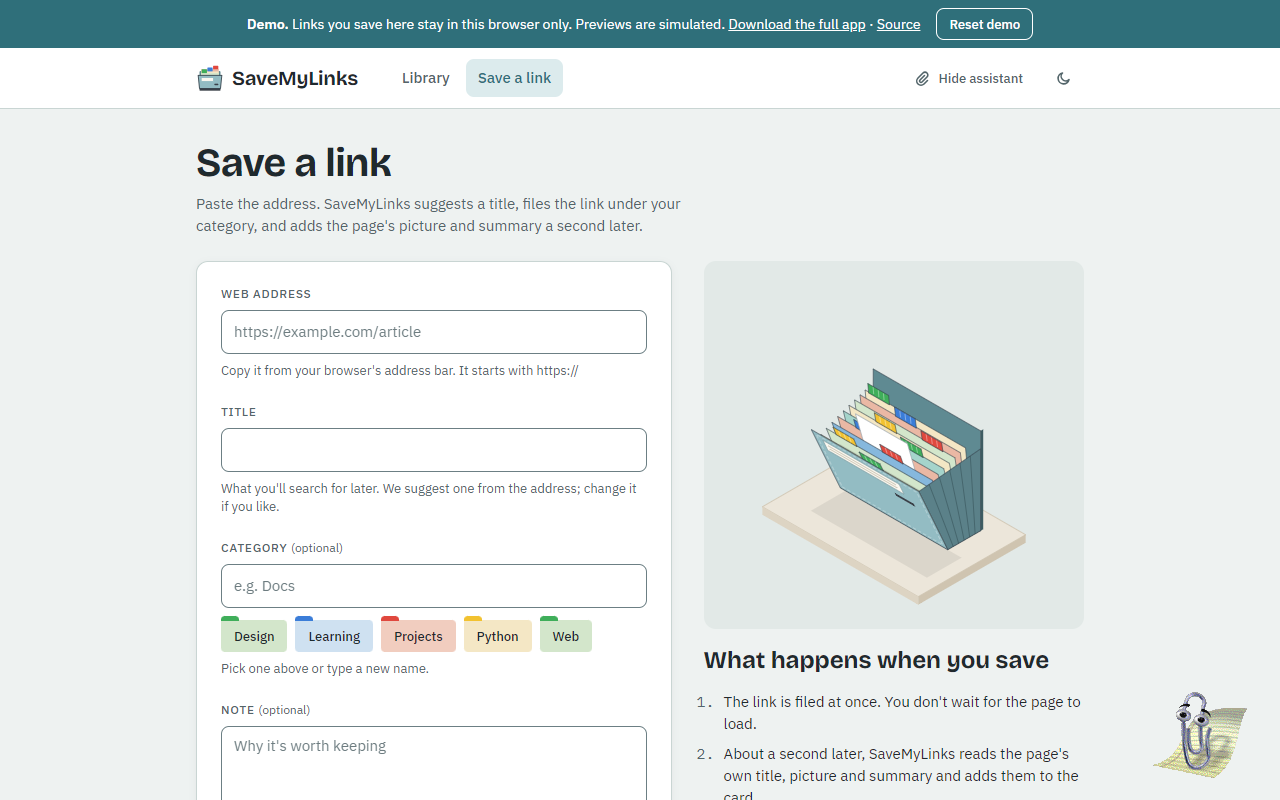 Demo. Links you save here stay in this browser only. Previews are simulated. Download the full app · Source
Reset demo
SaveMyLinks
Library
Save a link
Hide assistant
Save a link
Paste the address. SaveMyLinks suggests a title, files the link under your
category, and adds the page's picture and summary a second later.
WEB ADDRESS
https://example.com/article
Copy it from your browser's address bar. It starts with https://
TITLE
What you'll search for later. We suggest one from the address; change it
if you like.
CATEGORY (optional)
e.g. Docs
Design
Learning
Projects
Python
Web
Pick one above or type a new name.
NOTE (optional)
Why it's worth keeping
What happens when you save
1. The link is filed at once. You don't wait for the page to
load.
2. About a second later, SaveMyLinks reads the page's
own title, picture and summary and adds them to the
card.